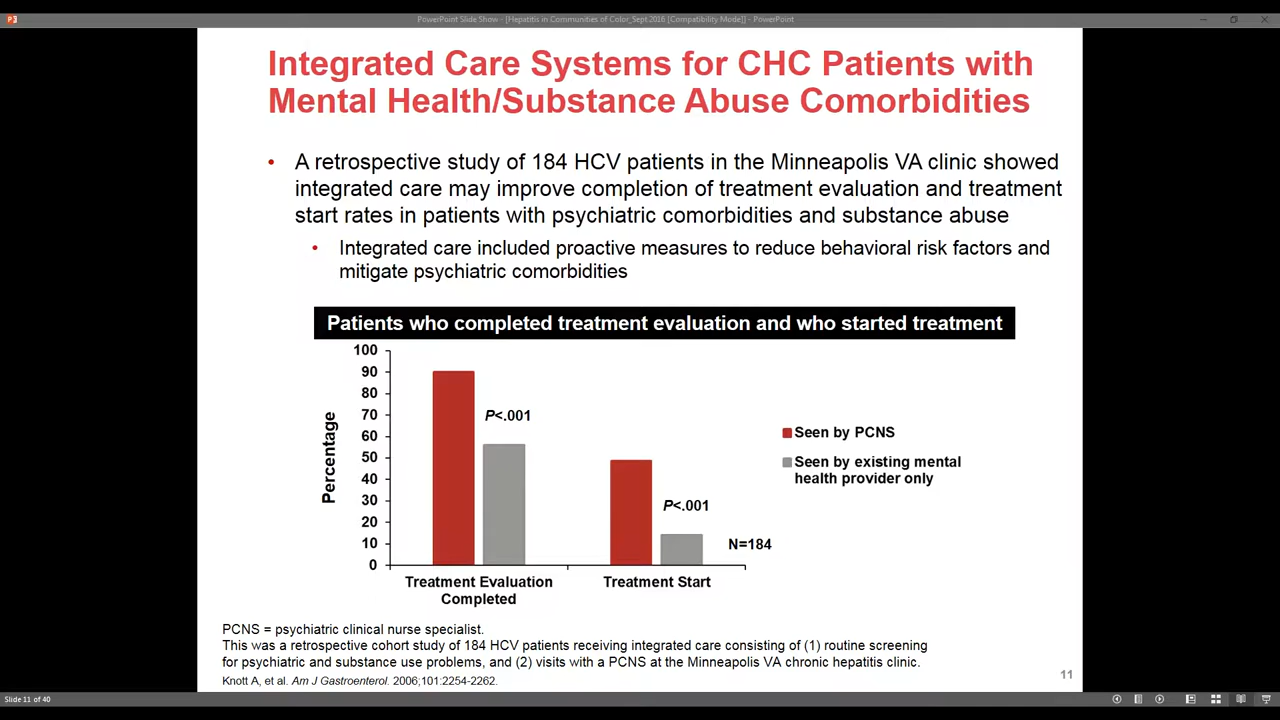 PowerPoint Slide Show - [Hepatitis in Communities of Color_Sept.2016 [Compatibility Mode]] - PowerPoint
Integrated Care Systems for CHC Patients with
Mental Health/Substance Abuse Comorbidities
• A retrospective study of 184 HCV patients in the Minneapolis VA clinic showed
integrated care may improve completion of treatment evaluation and treatment
start rates in patients with psychiatric comorbidities and substance abuse
• Integrated care included proactive measures to reduce behavioral risk factors and
mitigate psychiatric comorbidities
Patients who completed treatment evaluation and who started treatment
Percentage
100
90
80
70
60
50
40
30
20
10
0
P<.001
P<.001
N=184
Treatment Evaluation
Completed
Treatment Start
Seen by PCNS
Seen by existing mental
health provider only
PCNS = psychiatric clinical nurse specialist.
This was a retrospective cohort study of 184 HCV patients receiving integrated care consisting of (1) routine screening
for psychiatric and substance use problems, and (2) visits with a PCNS at the Minneapolis VA chronic hepatitis clinic.
Knott A, et al. Am J Gastroenterol. 2006;101:2254-2262.
11
Slide 11 of 40